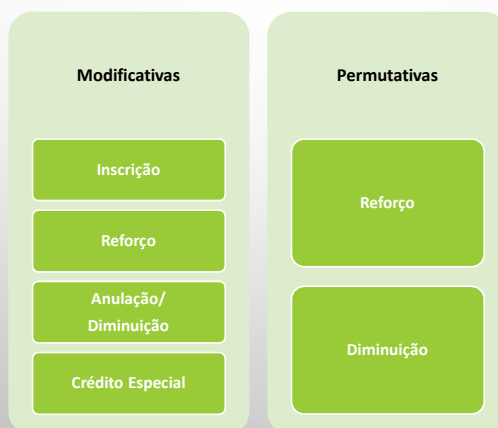 Modificativas
Inscrição
Reforço
Anulação/
Diminuição
Crédito Especial
Permutativas
Reforço
Diminuição